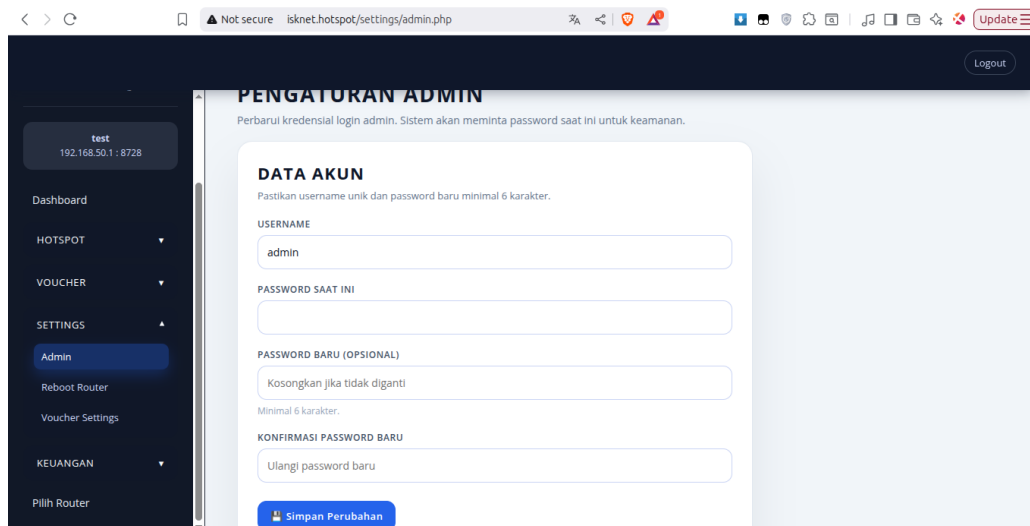 Not secure isknet.hotspot/settings/admin.php
Update
Logout
PENGATURAN ADMIN
Perbarui kredensial login admin. Sistem akan meminta password saat ini untuk keamanan.
test
192.168.50.1 : 8728
Dashboard
HOTSPOT
VOUCHER
SETTINGS
Admin
Reboot Router
Voucher Settings
KEUANGAN
Pilih Router
DATA AKUN
Pastikan username unik dan password baru minimal 6 karakter.
USERNAME
admin
PASSWORD SAAT INI
PASSWORD BARU (OPSIONAL)
Kosongkan jika tidak diganti
Minimal 6 karakter.
KONFIRMASI PASSWORD BARU
Ulangi password baru
Simpan Perubahan